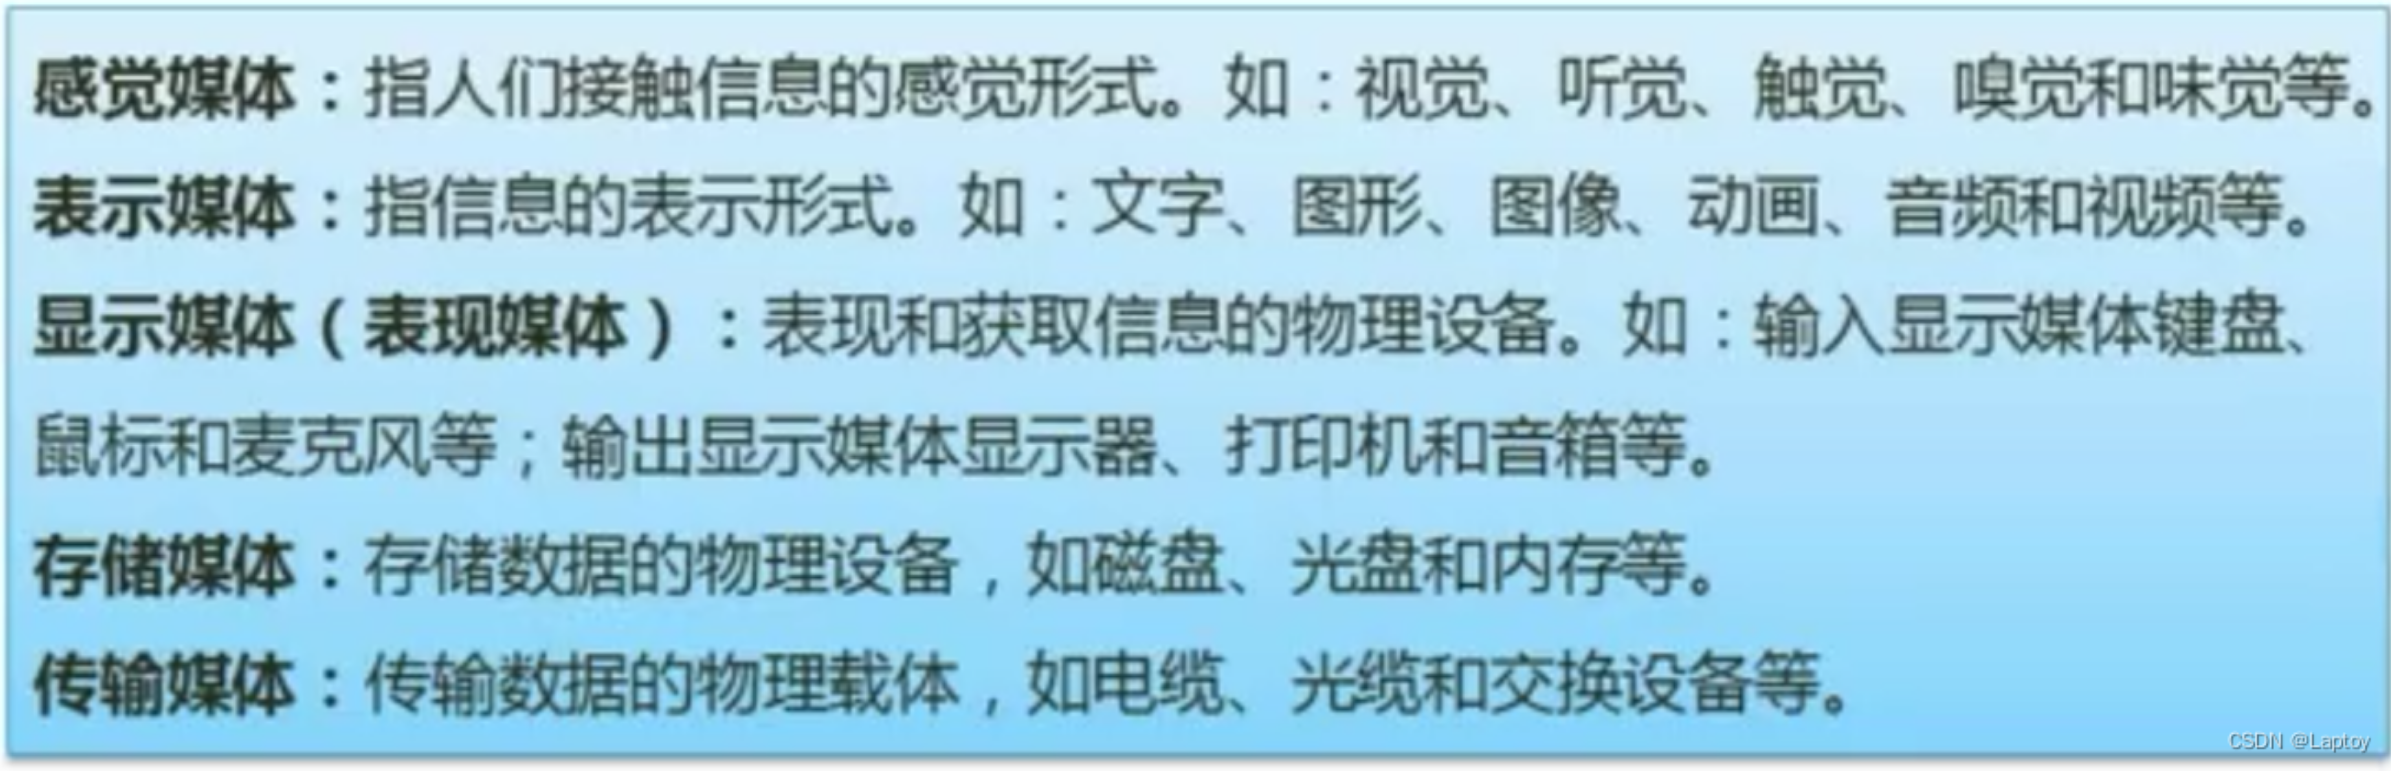 感觉媒体：指人们接触信息的感觉形式。如：视觉、听觉、触觉、嗅觉和味觉等。
表示媒体：指信息的表示形式。如：文字、图形、图像、动画、音频和视频等。
显示媒体（表现媒体）：表现和获取信息的物理设备。如：输入显示媒体键盘、
鼠标和麦克风等；输出显示媒体显示器、打印机和音箱等。
存储媒体：存储数据的物理设备，如磁盘、光盘和内存等。
传输媒体：传输数据的物理载体，如电缆、光缆和交换设备等。
CSDN @Laptoy